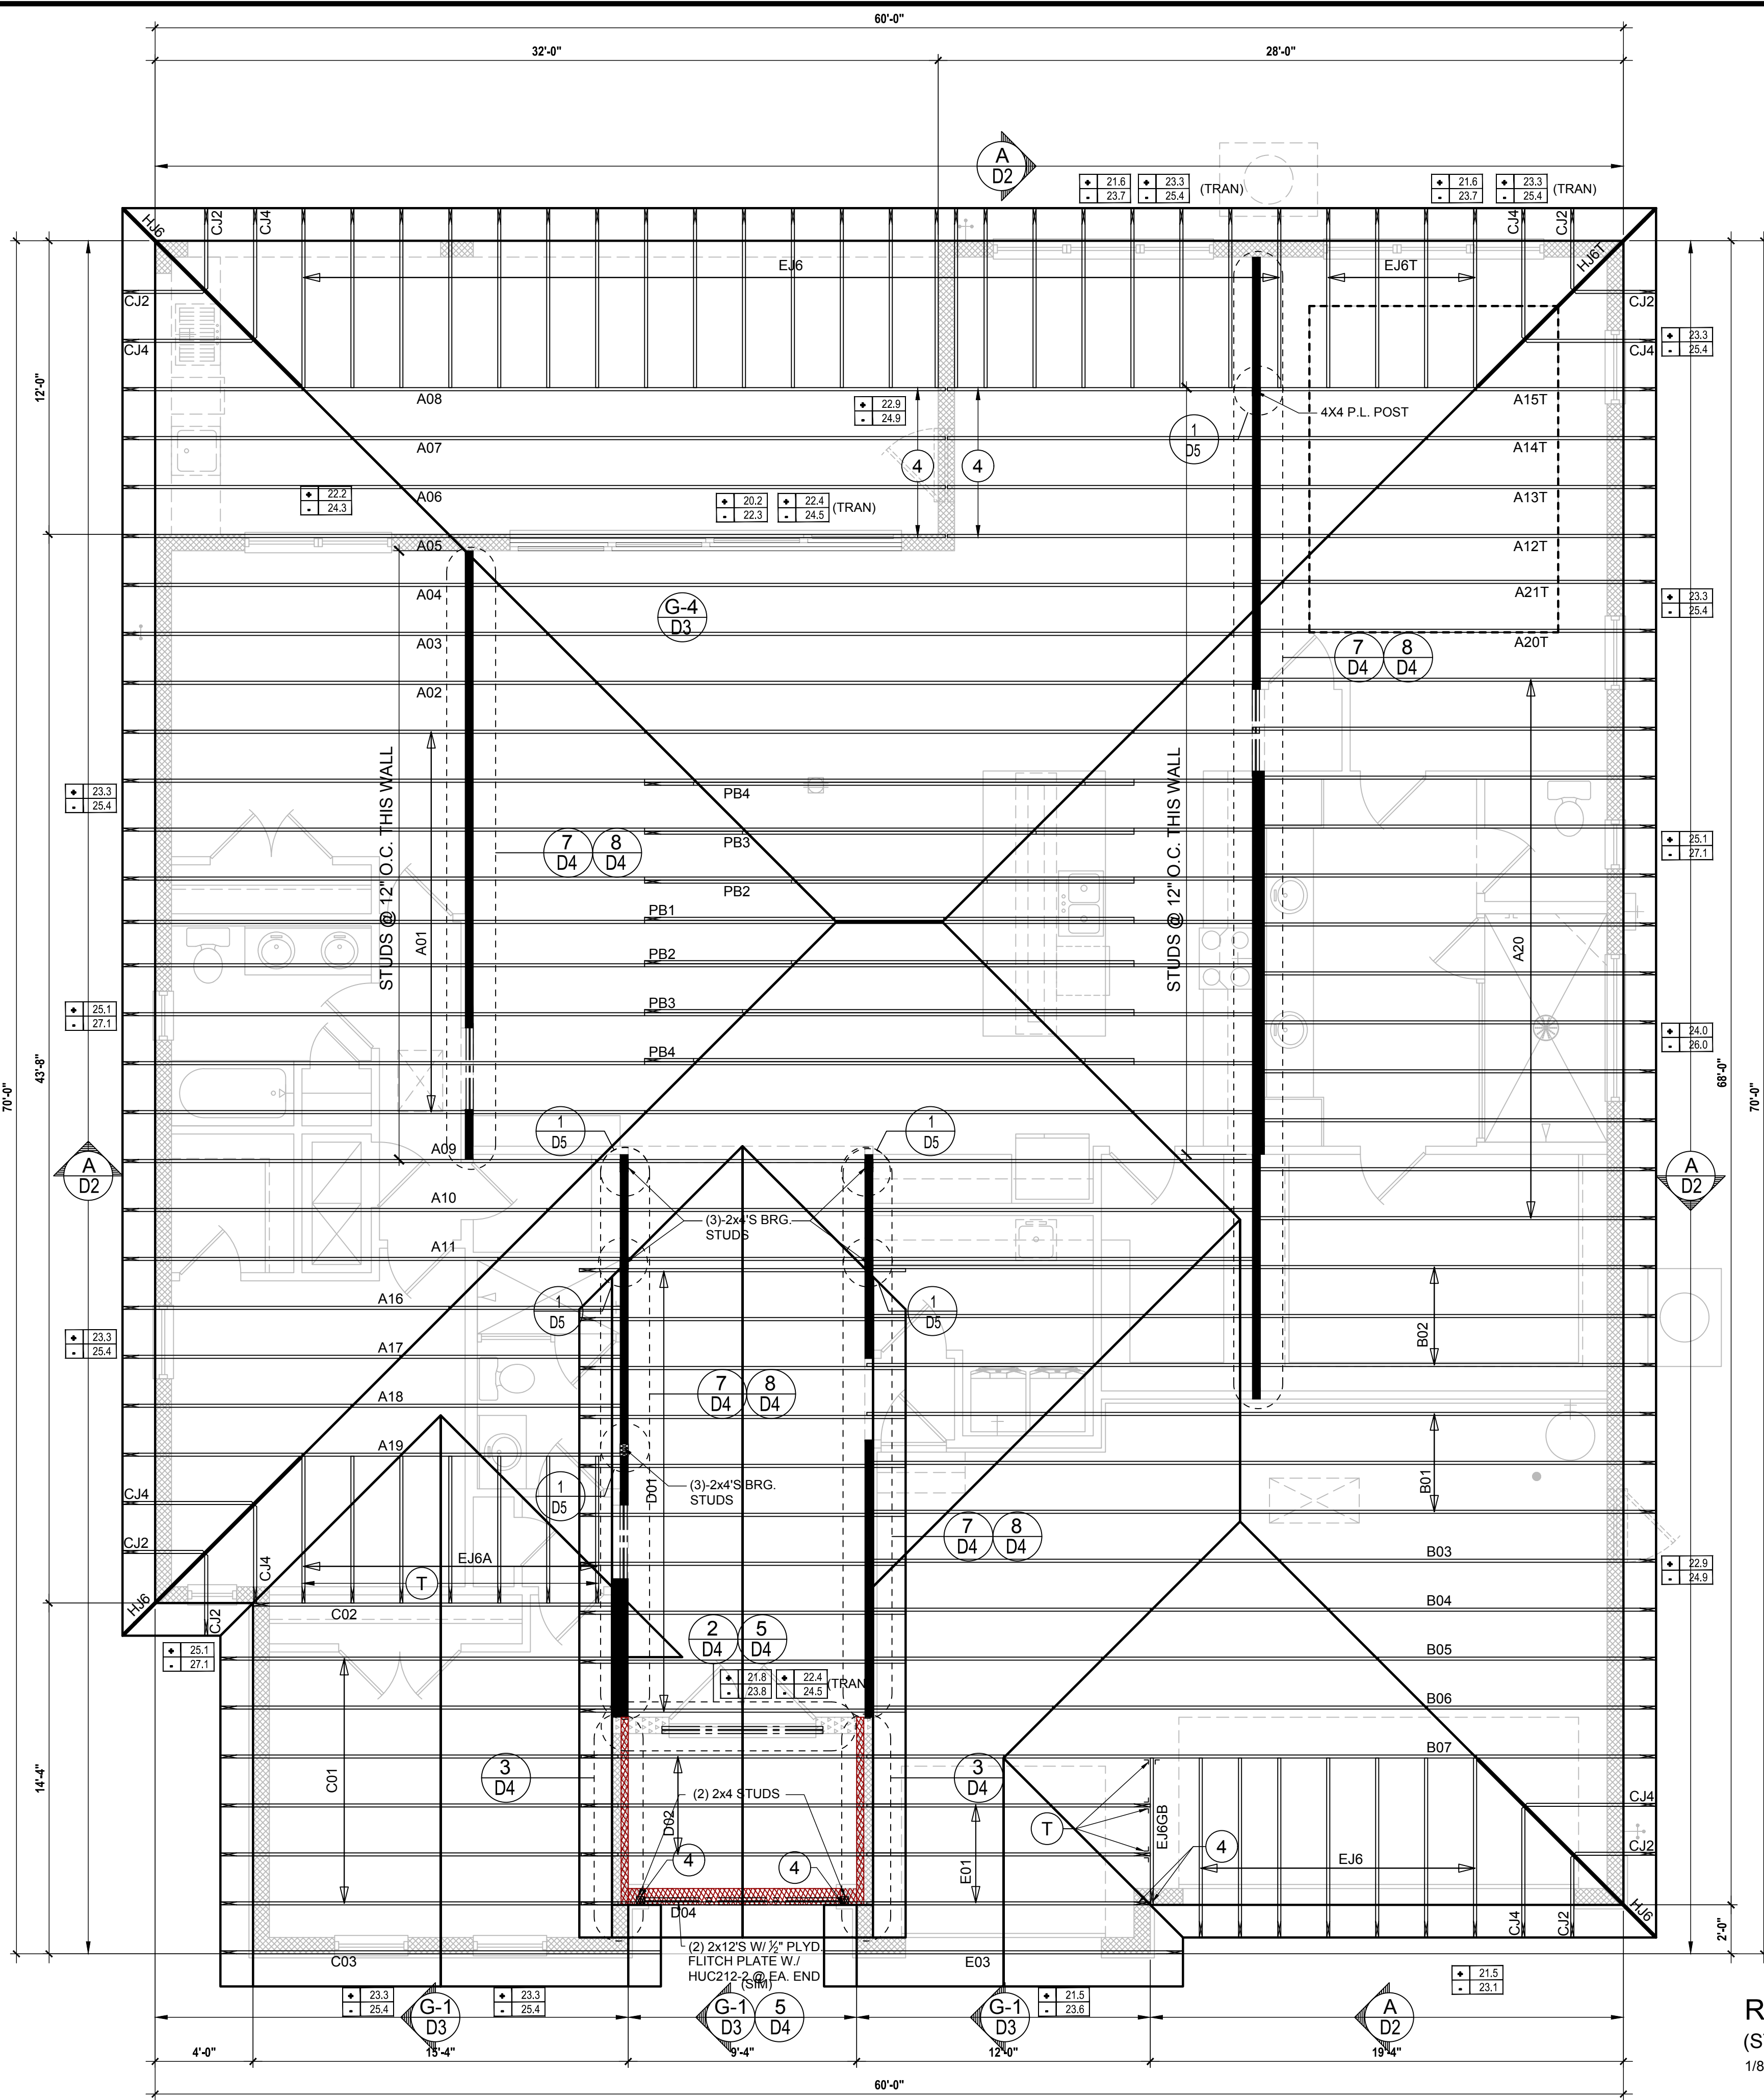 60'-0"
32'-0" 28'-0"
A
D2
+ 21.6
- 23.7
+ 23.3
- 25.4
(TRAN)
+ 21.6
- 23.7
+ 23.3
- 25.4
(TRAN)
HJ6
CJ2
CJ4
CJ4
CJ2
HJ6T
EJ6
EJ6T
CJ2
CJ2
CJ4
CJ4
+ 23.3
- 25.4
12'-0"
A08
+ 22.9
- 24.9
4X4 P.L. POST
A15T
1
D5
A07
A14T
4
4
A06
+ 22.2
- 24.3
+ 20.2
- 22.3
+ 22.4
- 24.5
(TRAN)
A13T
A05
A12T
A04
A21T
+ 23.3
- 25.4
G-4
D3
A03
A20T
7
D4
8
D4
A02
STUDS @ 12" O.C. THIS WALL
STUDS @ 12" O.C. THIS WALL
+ 23.3
- 25.4
PB4
PB3
7
D4
8
D4
+ 25.1
- 27.1
PB2
PB1
A01
A20
PB2
+ 25.1
- 27.1
PB3
+ 24.0
- 26.0
PB4
43'-8"
70'-0"
68'-0"
70'-0"
1
D5
1
D5
A09
A
D2
A
D2
A10
(3)-2x4'S BRG.
STUDS
A11
A16
1
D5
1
D5
+ 23.3
- 25.4
A17
B02
7
D4
8
D4
A18
A19
B01
1
D5
D01
(3)-2x4'S BRG.
STUDS
CJ4
CJ2
CJ4
EJ6A
T
7
D4
8
D4
B03
+ 22.9
- 24.9
HJ6
CJ2
C02
B04
2
D4
5
D4
B05
+ 25.1
- 27.1
+ 21.8
- 23.8
+ 22.4
- 24.5
(TRAN
B06
B07
14'-4"
C01
3
D4
3
D4
(2) 2x4 STUDS
D02
CJ4
T
EJ6GB
4
CJ2
4
4
E01
EJ6
D04
CJ4
CJ2
HJ6
2'-0"
(2) 2x12'S W/ ½" PLYD.
FLITCH PLATE W./
HUC212-2 @ EA. END
(SIM)
C03
E03
+ 21.5
- 23.1
+ 23.3
- 25.4
+ 23.3
- 25.4
+ 21.5
- 23.6
G-1
D3
G-1
D3
5
D4
G-1
D3
A
D2
R
(S
1/8
4'-0" 15'-4" 9'-4" 12'-0" 19'-4"
60'-0"